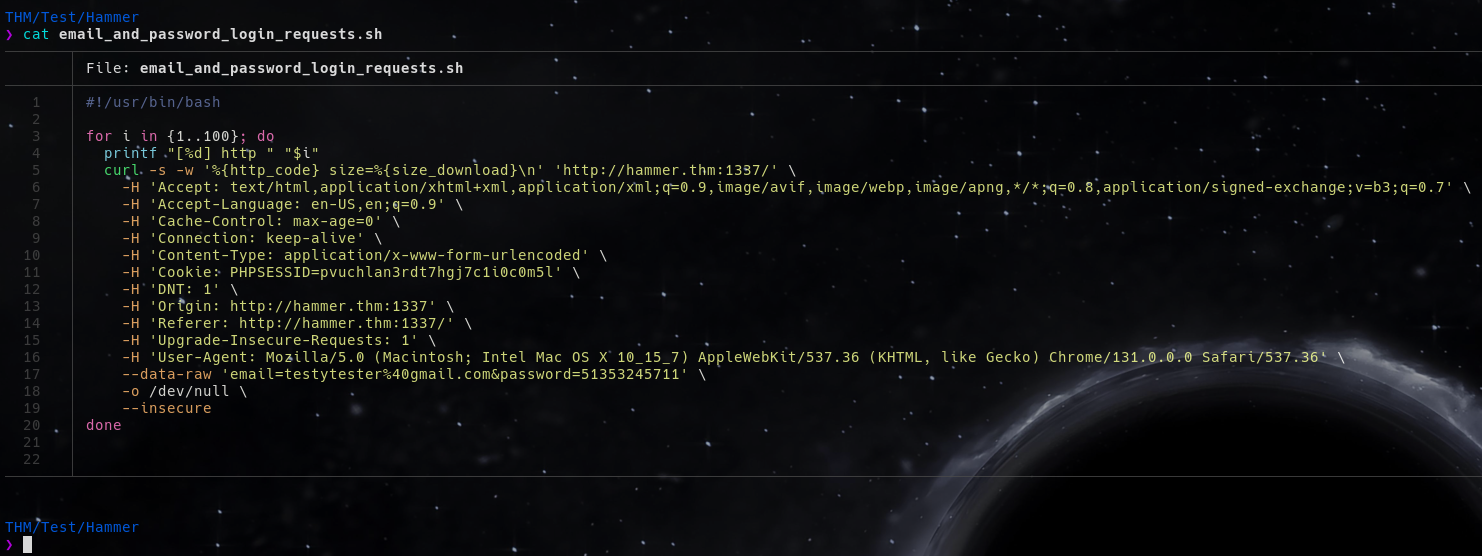 THM/Test/Hammer
❯ cat email_and_password_login_requests.sh
File: email_and_password_login_requests.sh
1 #!/usr/bin/bash
2
3 for i in {1..100}; do
4   printf "[%d] http " "$i"
5   curl -s -w '%{http_code} size=%{size_download}\n' 'http://hammer.thm:1337/' \
6     -H 'Accept: text/html,application/xhtml+xml,application/xml;q=0.9,image/avif,image/webp,image/apng,*/*;q=0.8,application/signed-exchange;v=b3;q=0.7' \
7     -H 'Accept-Language: en-US,en;q=0.9' \
8     -H 'Cache-Control: max-age=0' \
9     -H 'Connection: keep-alive' \
10     -H 'Content-Type: application/x-www-form-urlencoded' \
11     -H 'Cookie: PHPSESSID=pvuchlan3rdt7hgj7c1i0c0m5l' \
12     -H 'DNT: 1' \
13     -H 'Origin: http://hammer.thm:1337' \
14     -H 'Referer: http://hammer.thm:1337/' \
15     -H 'Upgrade-Insecure-Requests: 1' \
16     -H 'User-Agent: Mozilla/5.0 (Macintosh; Intel Mac OS X 10_15_7) AppleWebKit/537.36 (KHTML, like Gecko) Chrome/131.0.0.0 Safari/537.36' \
17     --data-raw 'email=testytester%40gmail.com&password=51353245711' \
18     -o /dev/null \
19     --insecure
20 done
21
22
THM/Test/Hammer
❯